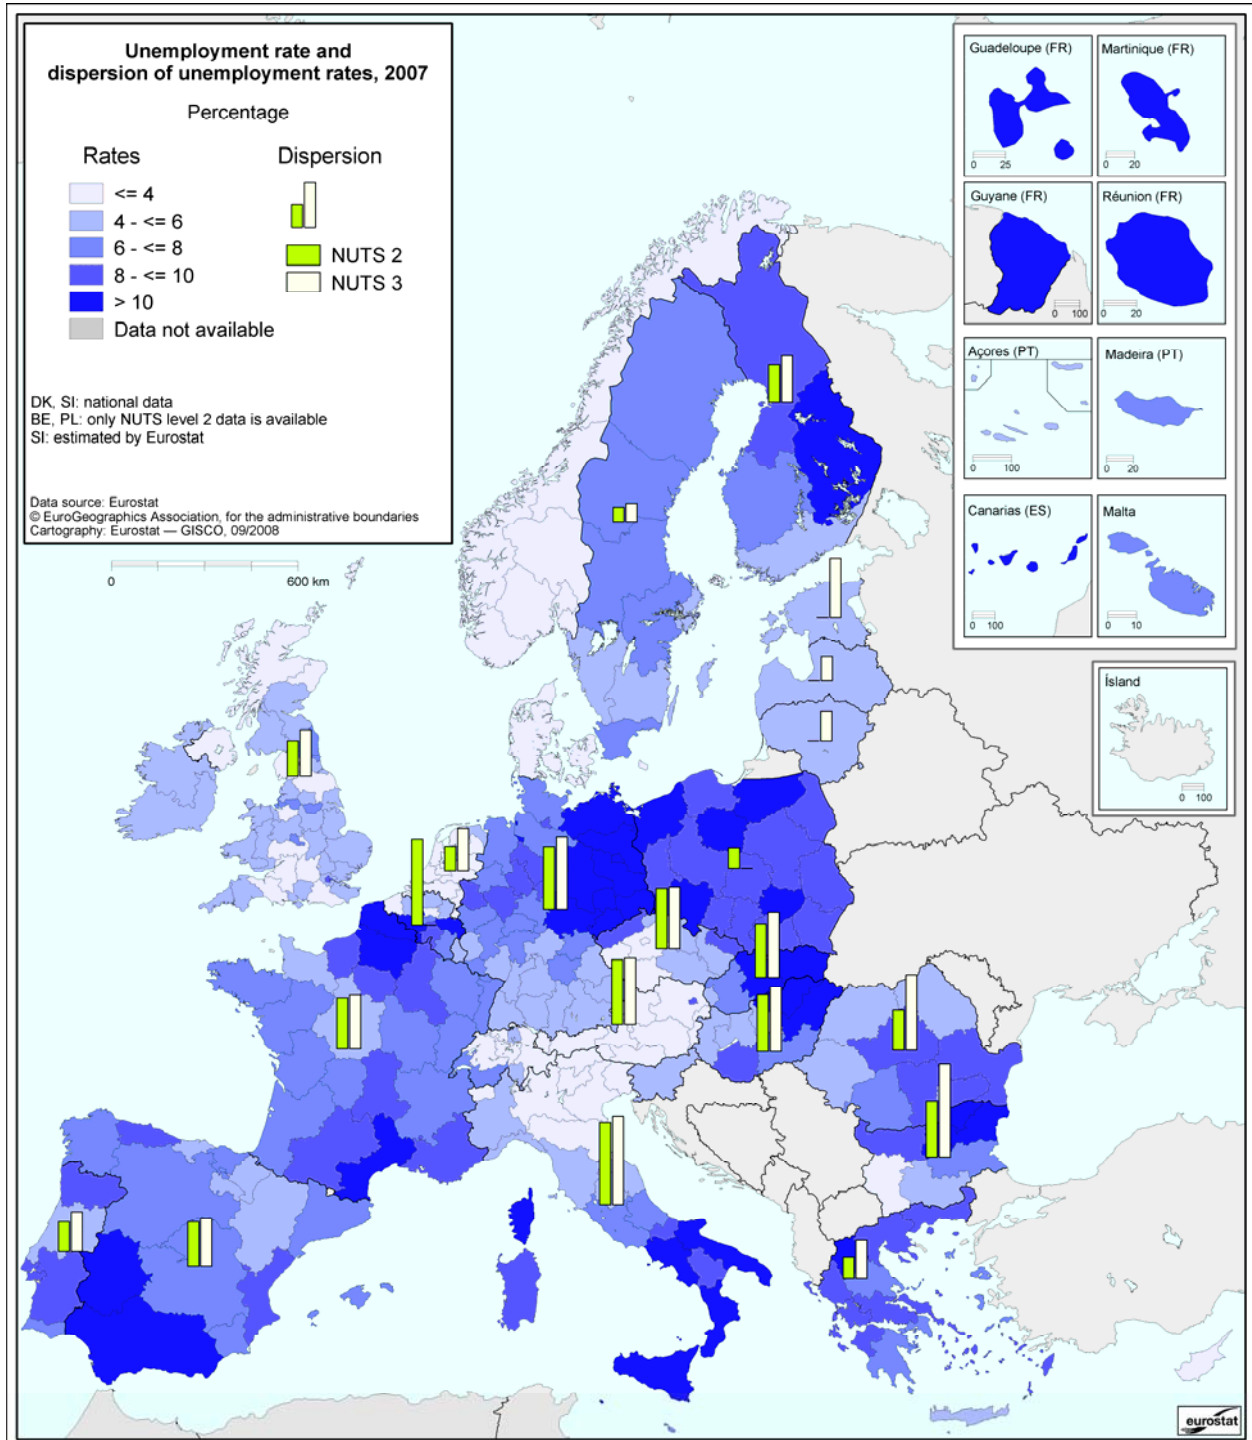 Unemployment rate and
dispersion of unemployment rates, 2007
Percentage
Rates
Dispersion
<= 4
4 - <= 6
6 - <= 8
8 - <= 10
> 10
Data not available
NUTS 2
NUTS 3
DK, SI: national data
BE, PL: only NUTS level 2 data is available
SI: estimated by Eurostat
Data source: Eurostat
© EuroGeographics Association, for the administrative boundaries
Cartography: Eurostat — GISCO, 09/2008
0 600 km
Guadeloupe (FR)
0 25
Martinique (FR)
0 20
Guyane (FR)
0 100
Réunion (FR)
0 20
Açores (PT)
0 100
Madeira (PT)
0 20
Canarias (ES)
0 100
Malta
0 10
Ísland
0 100
eurostat